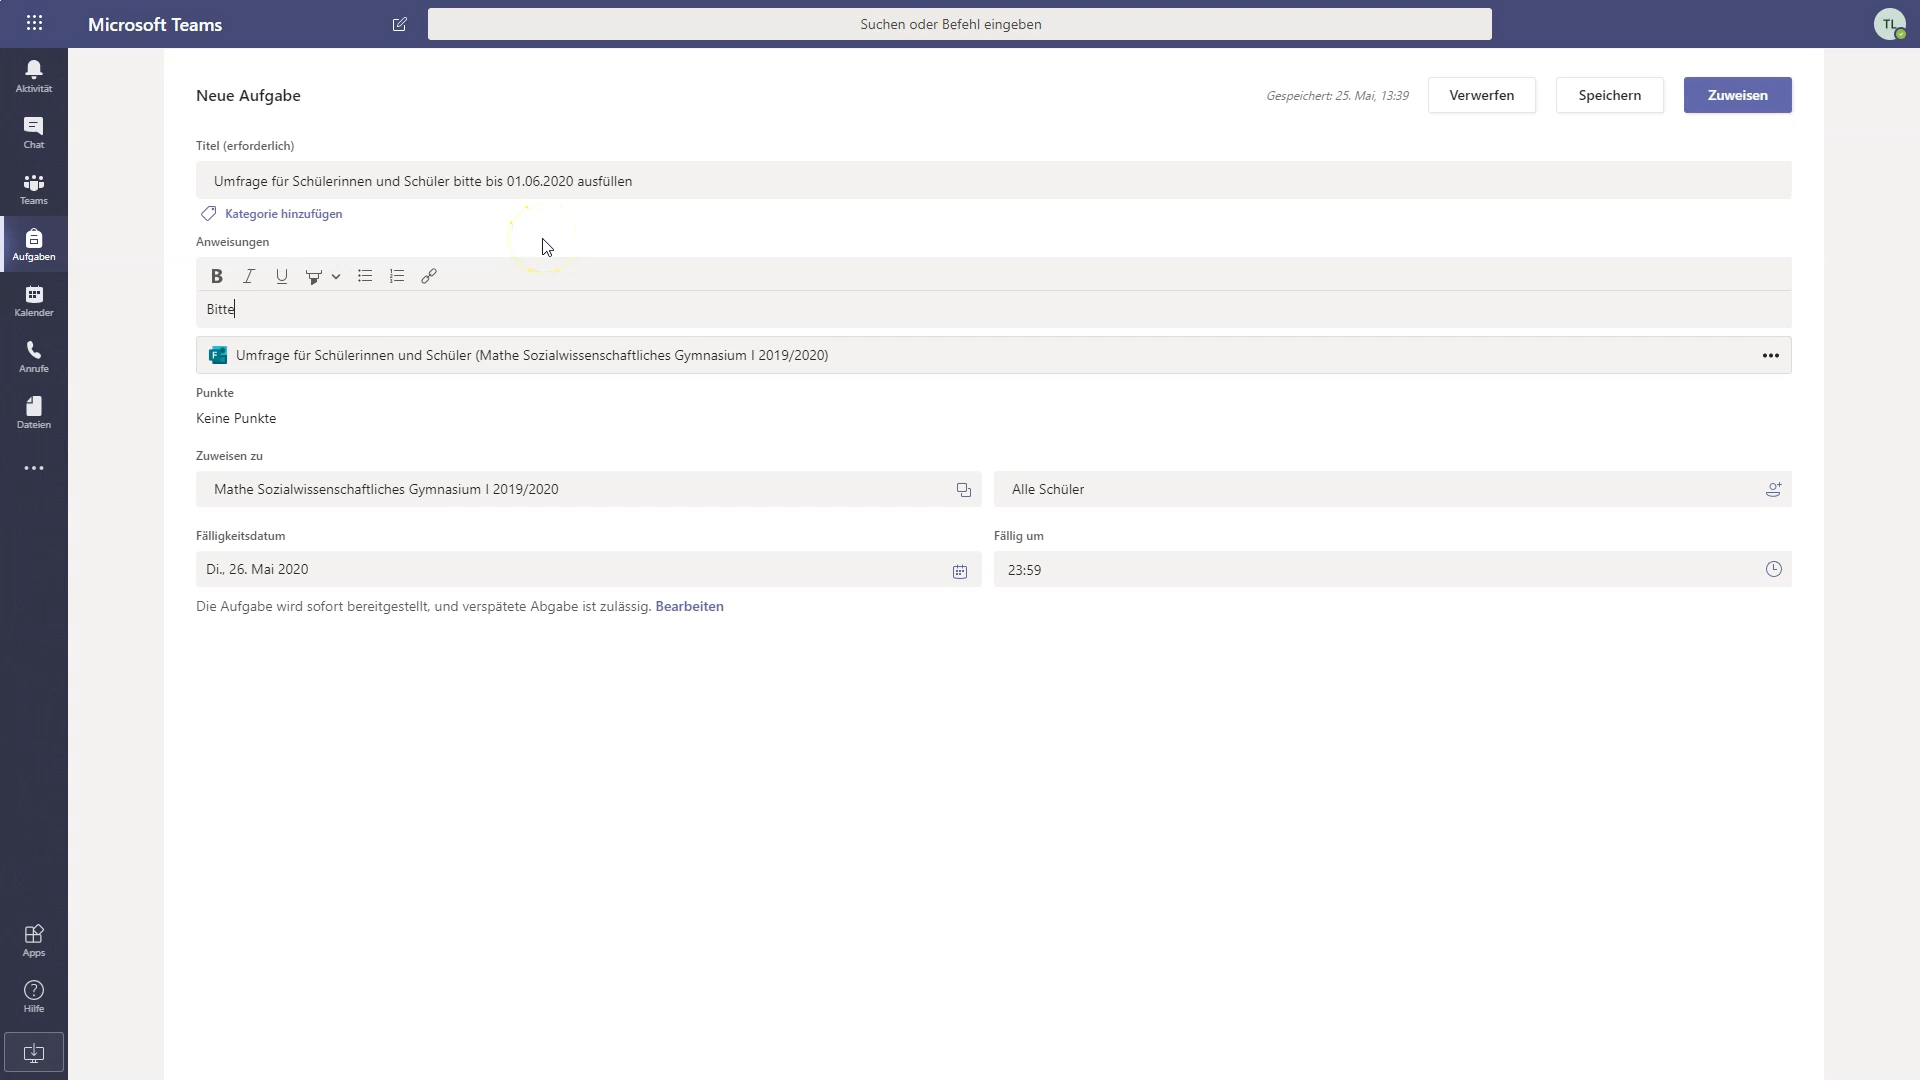 Microsoft Teams
Suchen oder Befehl eingeben
TL
Aktivität
Chat
Teams
Aufgaben
Kalender
Anrufe
Dateien
Apps
Hilfe
Neue Aufgabe
Gespeichert: 25. Mai, 13:39
Verwerfen
Speichern
Zuweisen
Titel (erforderlich)
Umfrage für Schülerinnen und Schüler bitte bis 01.06.2020 ausfüllen
Kategorie hinzufügen
Anweisungen
B I U
Bitte
F Umfrage für Schülerinnen und Schüler (Mathe Sozialwissenschaftliches Gymnasium I 2019/2020)
Punkte
Keine Punkte
Zuweisen zu
Mathe Sozialwissenschaftliches Gymnasium I 2019/2020
Alle Schüler
Fälligkeitsdatum
Fällig um
Di., 26. Mai 2020
23:59
Die Aufgabe wird sofort bereitgestellt, und verspätete Abgabe ist zulässig. Bearbeiten